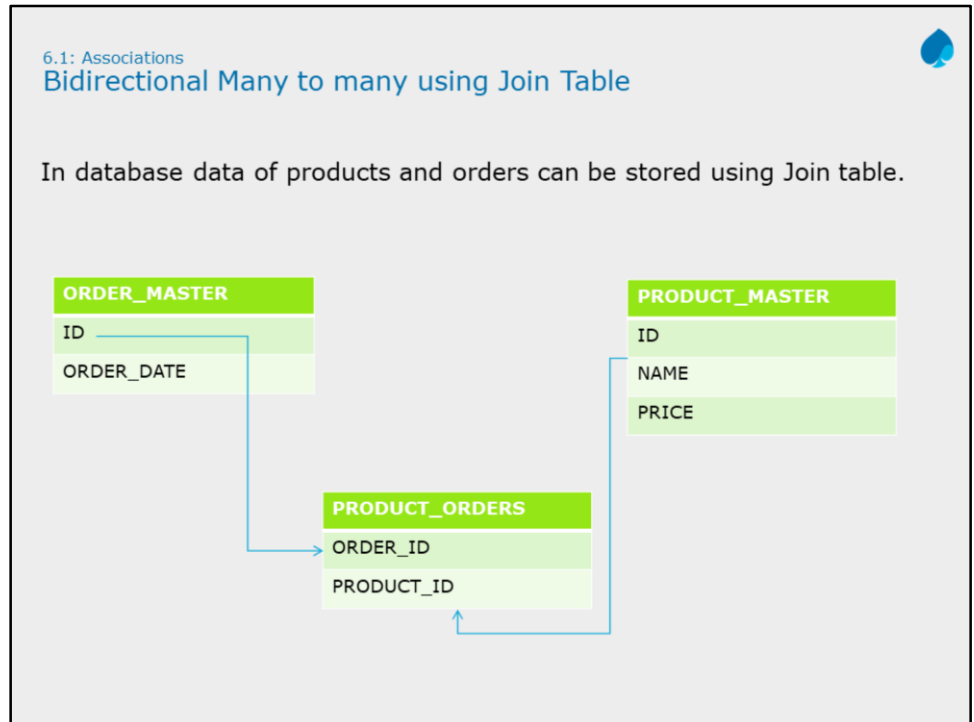 6.1: Associations
Bidirectional Many to many using Join Table
In database data of products and orders can be stored using Join table.
ORDER_MASTER
ID
ORDER_DATE
PRODUCT_MASTER
ID
NAME
PRICE
PRODUCT_ORDERS
ORDER_ID
PRODUCT_ID